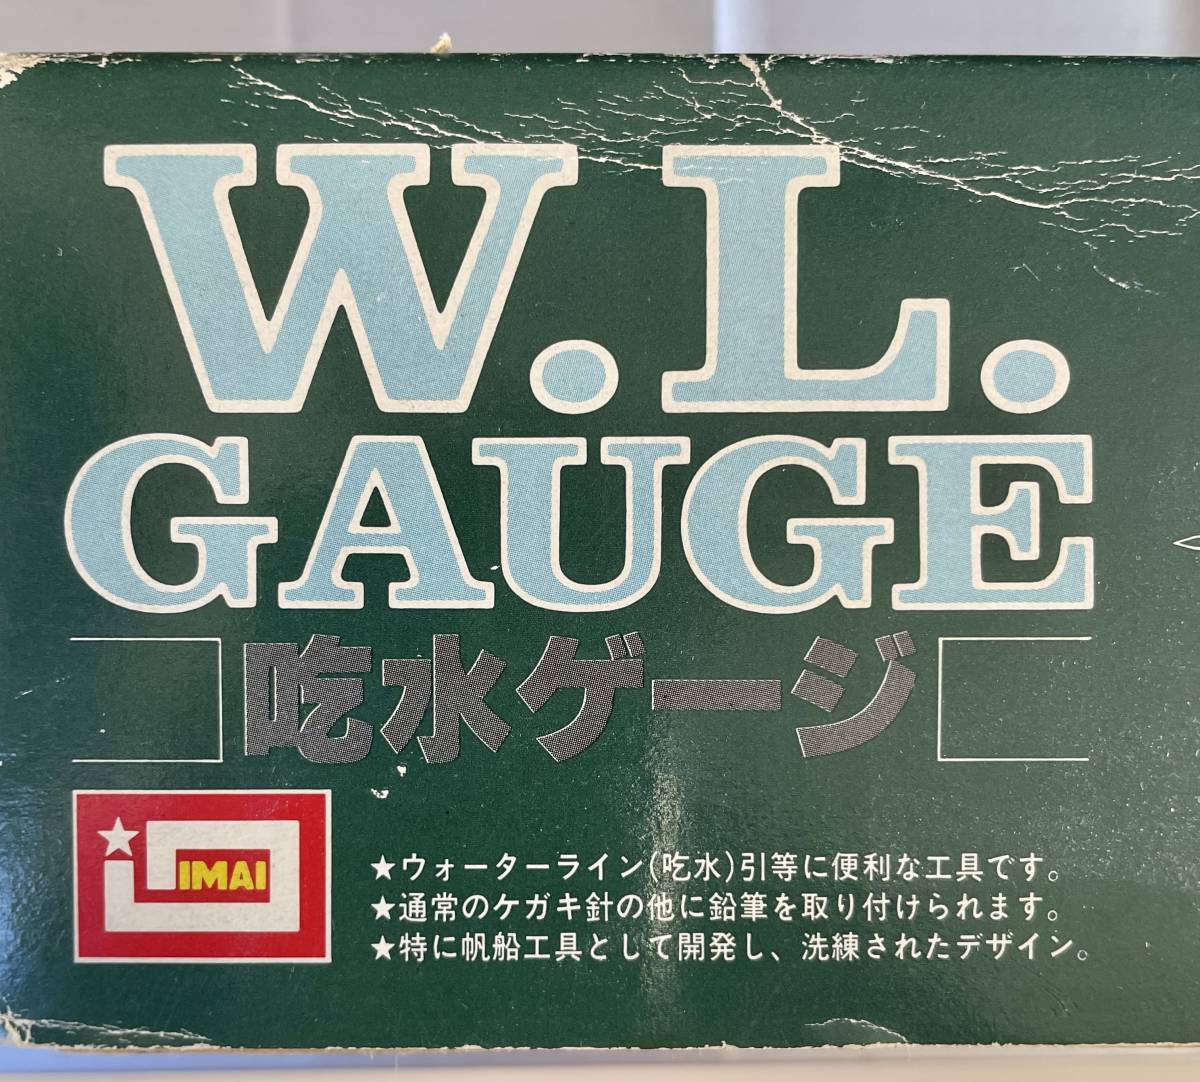 W.L.
GAUGE
吃水ゲージ
IMAI
★ウォーターライン(吃水)引等に便利な工具です。
★通常のケガキ針の他に鉛筆を取り付けられます。
★特に帆船工具として開発し、洗練されたデザイン。